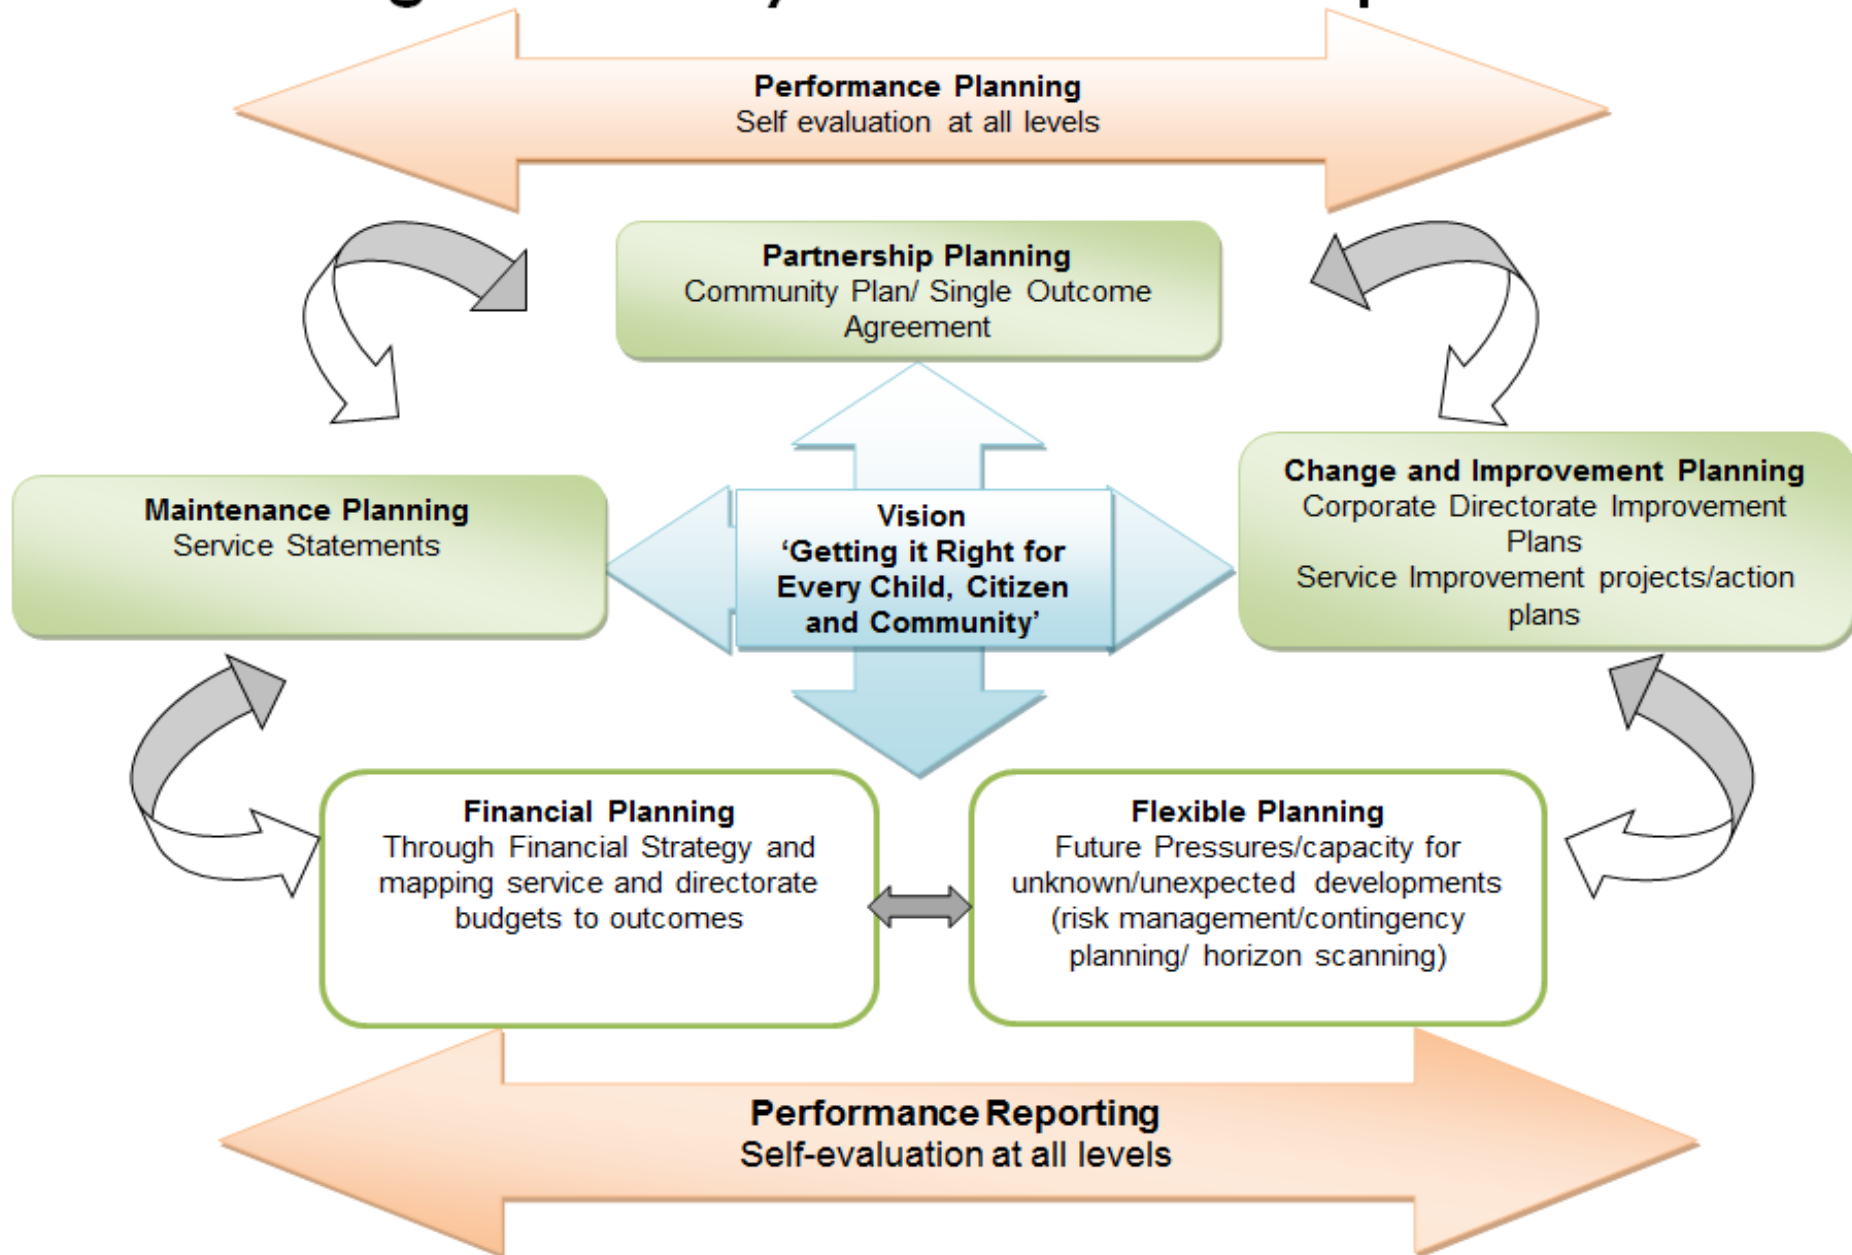 Performance Planning
Self evaluation at all levels
Partnership Planning
Community Plan/ Single Outcome
Agreement
Maintenance Planning
Service Statements
Vision
‘Getting it Right for
Every Child, Citizen
and Community’
Change and Improvement Planning
Corporate Directorate Improvement
Plans
Service Improvement projects/action
plans
Financial Planning
Through Financial Strategy and
mapping service and directorate
budgets to outcomes
Flexible Planning
Future Pressures/capacity for
unknown/unexpected developments
(risk management/contingency
planning/ horizon scanning)
Performance Reporting
Self-evaluation at all levels